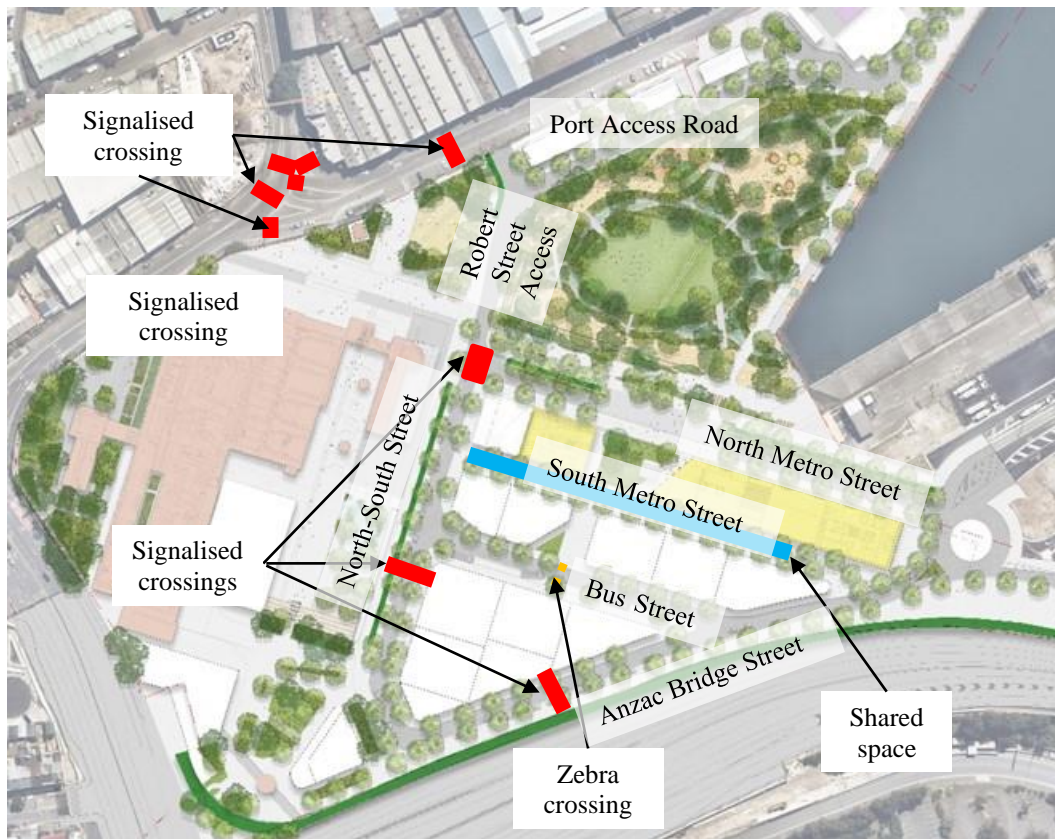 Signalised
crossing
Port Access Road
Robert
Street
Access
Signalised
crossing
North-South Street
North Metro Street
South Metro Street
Signalised
crossings
Bus Street
Anzac Bridge Street
Shared
space
Zebra
crossing